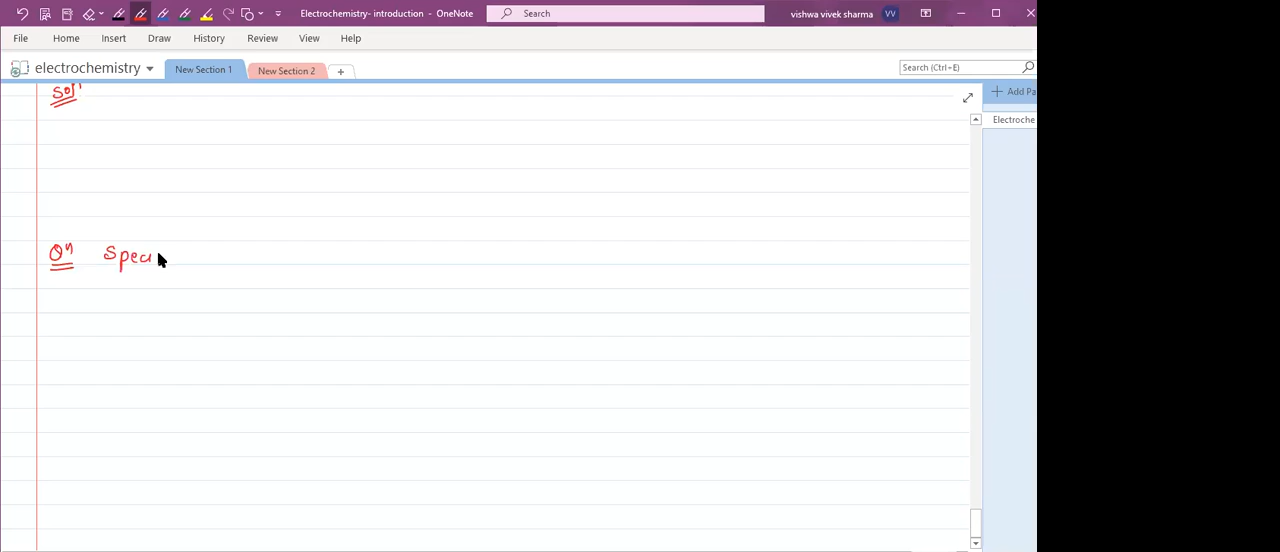 Electrochemistry- introduction - OneNote
Search
vishwa vivek sharma
VV
File Home Insert Draw History Review View Help
electrochemistry
New Section 1
New Section 2
Search (Ctrl+E)
Add Pa
Electroche
Solⁿ
Qⁿ Speci